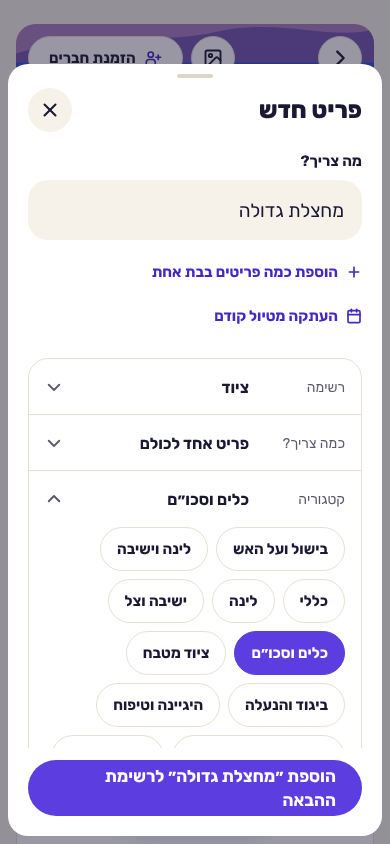 הזמנת חברים
פריט חדש
מה צריך?
מחצלת גדולה
הוספת כמה פריטים בבת אחת
העתקה מטיול קודם
רשימה ציוד
כמה צריך? פריט אחד לכולם
קטגוריה כלים וסכו״ם
בישול ועל האש לינה וישיבה
כללי לינה ישיבה וצל
כלים וסכו״ם ציוד מטבח
ביגוד והנעלה היגיינה וטיפוח
הוספת ״מחצלת גדולה״ לרשימת
ההבאה